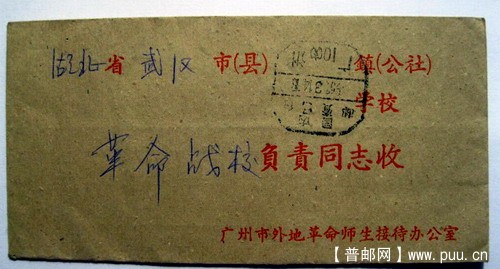 湖北省 武汉 市(县) 镇(公社)
学校
革命战校負責同志收
广州市外地革命师生接待办公室
【普邮网】www.puu.cn